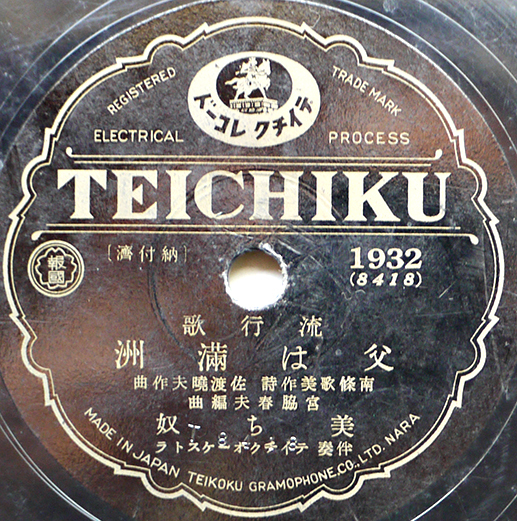 REGISTERED
TRADE MARK
テイチク レコード
ELECTRICAL
PROCESS
TEICHIKU
〔納付濟〕
1932
(8418)
報國
流行歌
父は滿洲
南條歌美作詩 佐渡曉夫作曲
宮脇春夫編曲
美ち奴
伴奏 テイチクオーケストラ
MADE IN JAPAN TEIKOKU GRAMOPHONE.CO., LTD. NARA